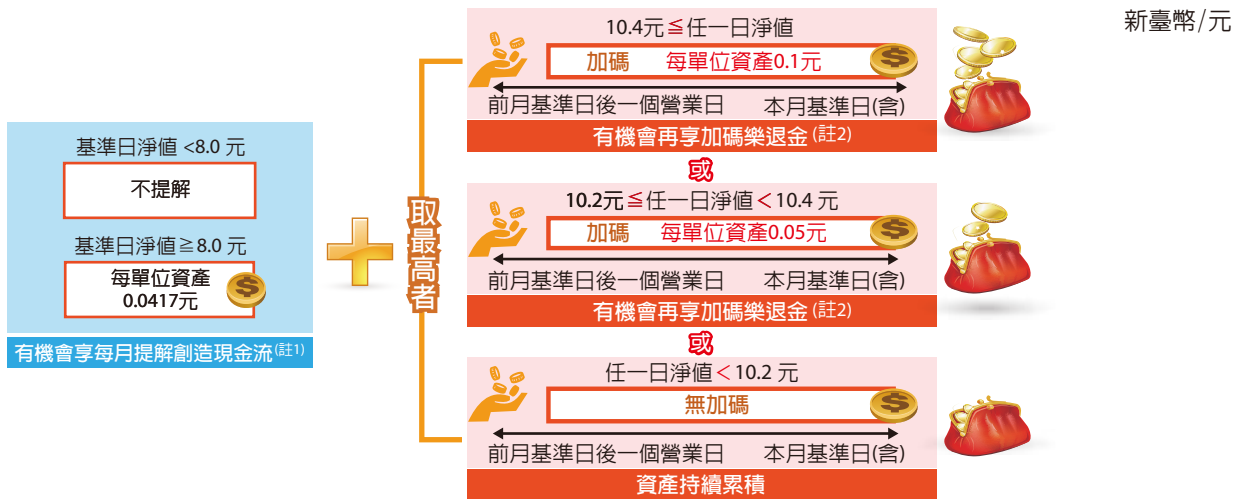 新臺幣/元
基準日淨值 <8.0 元
不提解
基準日淨值≧8.0 元
每單位資產
0.0417元
有機會享每月提解創造現金流(註1)
取最高者
10.4元≦任一日淨值
加碼 每單位資產0.1元
前月基準日後一個營業日 本月基準日(含)
有機會再享加碼樂退金(註2)
或
10.2元≦任一日淨值<10.4 元
加碼 每單位資產0.05元
前月基準日後一個營業日 本月基準日(含)
有機會再享加碼樂退金(註2)
或
任一日淨值<10.2 元
無加碼
前月基準日後一個營業日 本月基準日(含)
資產持續累積